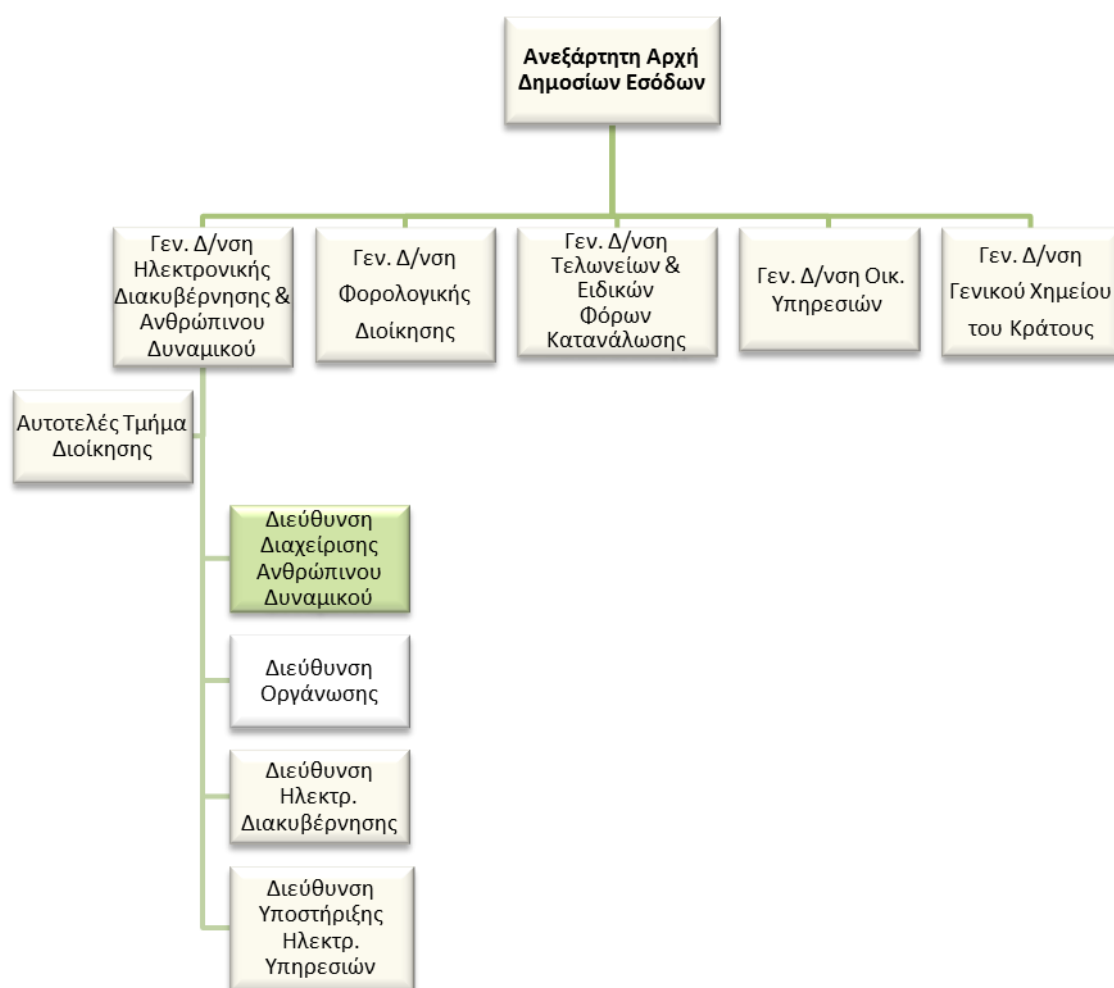 Ανεξάρτητη Αρχή
Δημοσίων Εσόδων
Γεν. Δ/νση
Ηλεκτρονικής
Διακυβέρνησης &
Ανθρώπινου
Δυναμικού
Γεν. Δ/νση
Φορολογικής
Διοίκησης
Γεν. Δ/νση
Τελωνείων &
Ειδικών
Φόρων
Κατανάλωσης
Γεν. Δ/νση Οικ.
Υπηρεσιών
Γεν. Δ/νση
Γενικού Χημείου
του Κράτους
Αυτοτελές Τμήμα
Διοίκησης
Διεύθυνση
Διαχείρισης
Ανθρώπινου
Δυναμικού
Διεύθυνση
Οργάνωσης
Διεύθυνση
Ηλεκτρ.
Διακυβέρνησης
Διεύθυνση
Υποστήριξης
Ηλεκτρ.
Υπηρεσιών